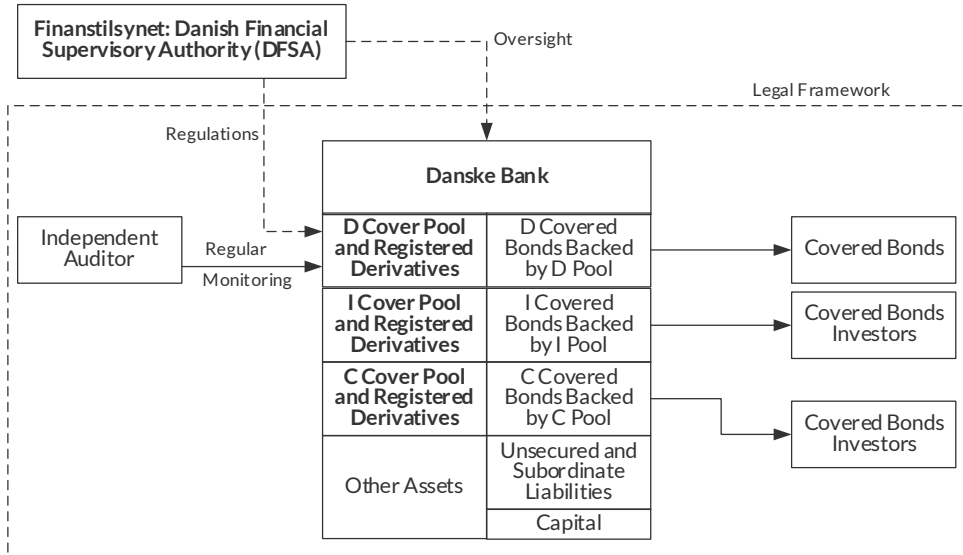 Finanstilsynet: Danish Financial
Supervisory Authority (DFSA)
Oversight
Legal Framework
Regulations
Danske Bank
Independent
Auditor
Regular
Monitoring
D Cover Pool
and Registered
Derivatives
D Covered
Bonds Backed
by D Pool
Covered Bonds
I Cover Pool
and Registered
Derivatives
I Covered
Bonds Backed
by I Pool
Covered Bonds
Investors
C Cover Pool
and Registered
Derivatives
C Covered
Bonds Backed
by C Pool
Covered Bonds
Investors
Other Assets
Unsecured and
Subordinate
Liabilities
Capital